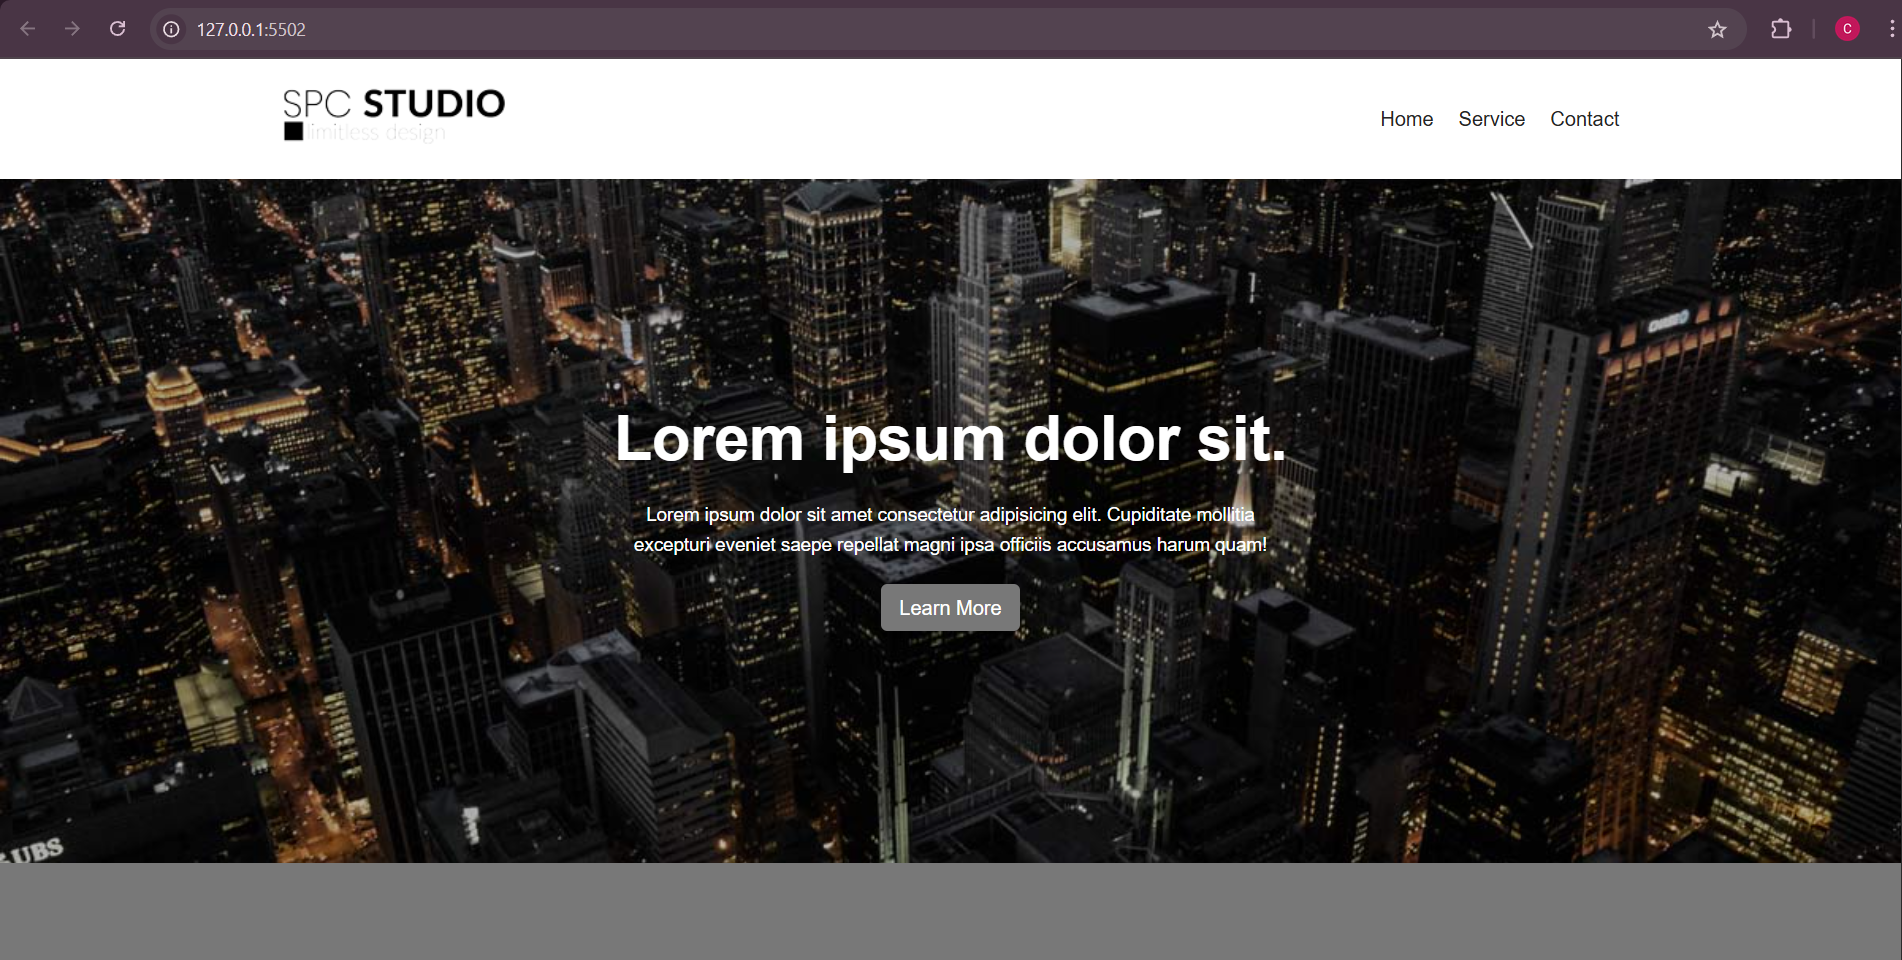 127.0.0.1:5502
C
SPC STUDIO
limitless design
Home Service Contact
Lorem ipsum dolor sit.
Lorem ipsum dolor sit amet consectetur adipisicing elit. Cupiditate mollitia
excepturi eveniet saepe repellat magni ipsa officiis accusamus harum quam!
Learn More
UBS